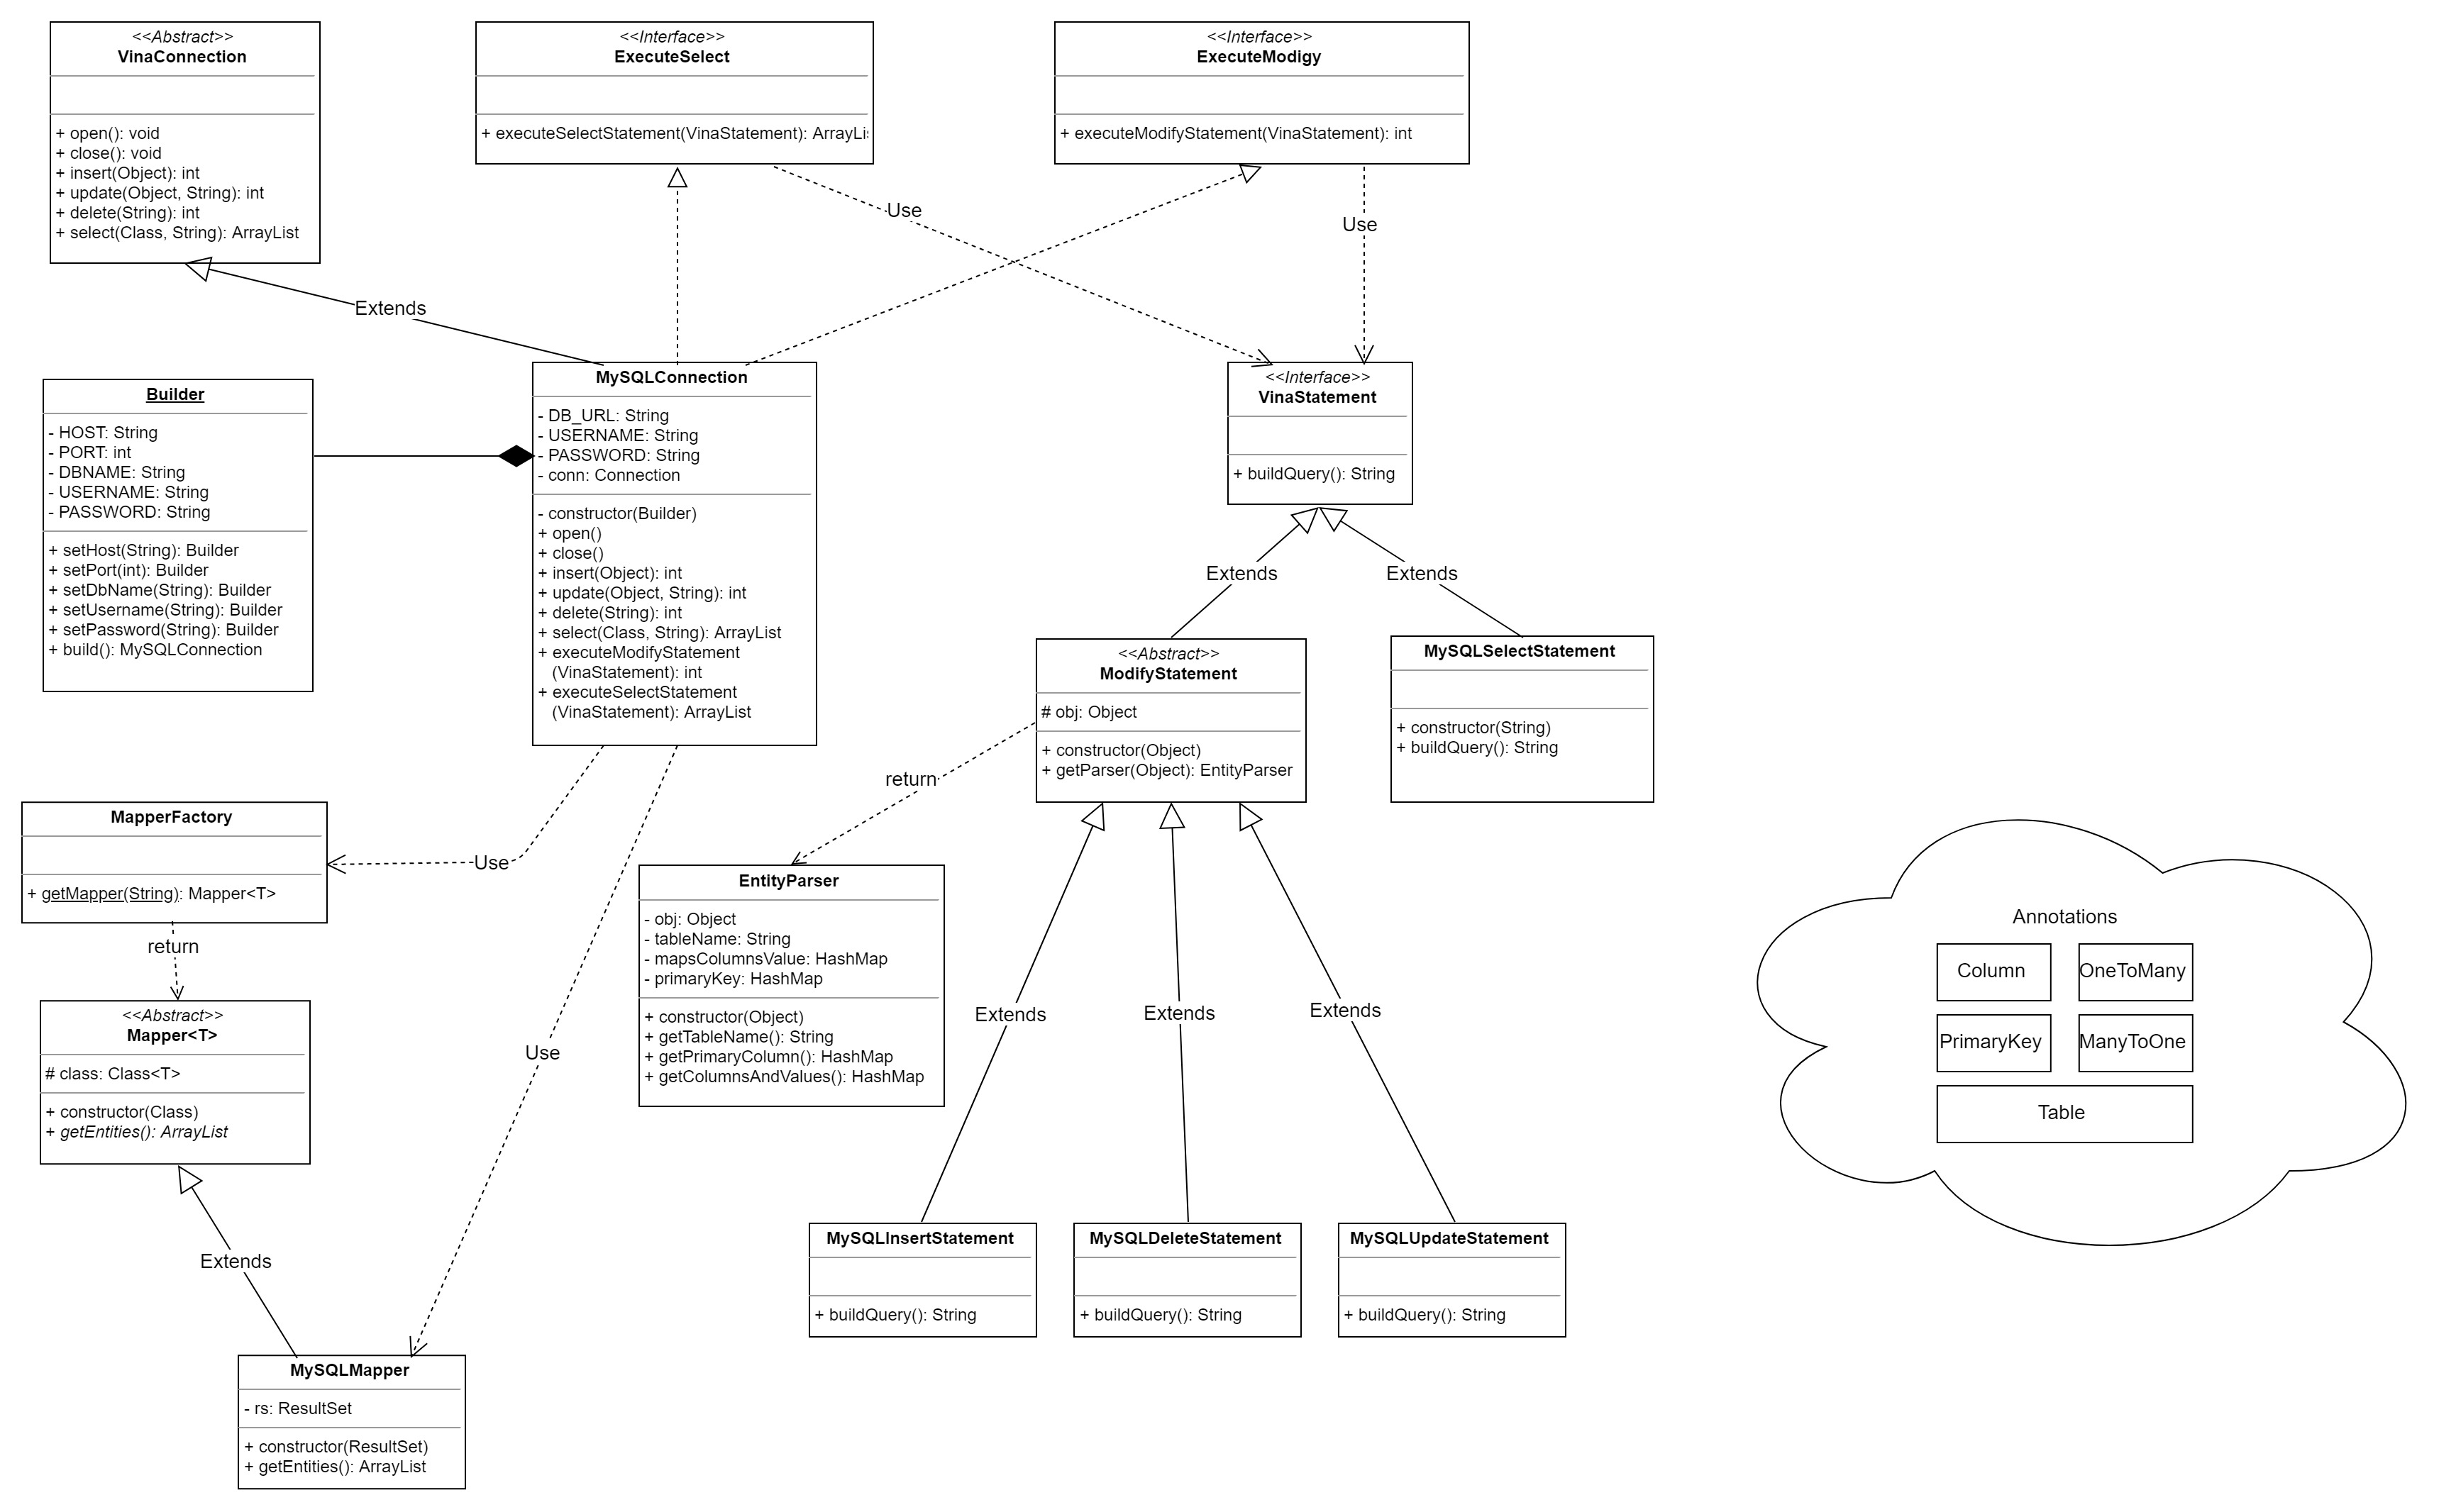 <<Abstract>>
VinaConnection
+ open(): void
+ close(): void
+ insert(Object): int
+ update(Object, String): int
+ delete(String): int
+ select(Class, String): ArrayList
<<Interface>>
ExecuteSelect
+ executeSelectStatement(VinaStatement): ArrayLi
<<Interface>>
ExecuteModigy
+ executeModifyStatement(VinaStatement): int
Use
Use
Extends
Builder
- HOST: String
- PORT: int
- DBNAME: String
- USERNAME: String
- PASSWORD: String
+ setHost(String): Builder
+ setPort(int): Builder
+ setDbName(String): Builder
+ setUsername(String): Builder
+ setPassword(String): Builder
+ build(): MySQLConnection
MySQLConnection
- DB_URL: String
- USERNAME: String
- PASSWORD: String
- conn: Connection
- constructor(Builder)
+ open()
+ close()
+ insert(Object): int
+ update(Object, String): int
+ delete(String): int
+ select(Class, String): ArrayList
+ executeModifyStatement
(VinaStatement): int
+ executeSelectStatement
(VinaStatement): ArrayList
<<Interface>>
VinaStatement
+ buildQuery(): String
Extends
Extends
<<Abstract>>
ModifyStatement
# obj: Object
+ constructor(Object)
+ getParser(Object): EntityParser
MySQLSelectStatement
+ constructor(String)
+ buildQuery(): String
return
MapperFactory
+ getMapper(String): Mapper<T>
Use
return
EntityParser
- obj: Object
- tableName: String
- mapsColumnsValue: HashMap
- primaryKey: HashMap
+ constructor(Object)
+ getTableName(): String
+ getPrimaryColumn(): HashMap
+ getColumnsAndValues(): HashMap
<<Abstract>>
Mapper<T>
# class: Class<T>
+ constructor(Class)
+ getEntities(): ArrayList
Use
Extends
Extends
Extends
Annotations
Column
OneToMany
PrimaryKey
ManyToOne
Table
Extends
MySQLInsertStatement
+ buildQuery(): String
MySQLDeleteStatement
+ buildQuery(): String
MySQLUpdateStatement
+ buildQuery(): String
MySQLMapper
- rs: ResultSet
+ constructor(ResultSet)
+ getEntities(): ArrayList